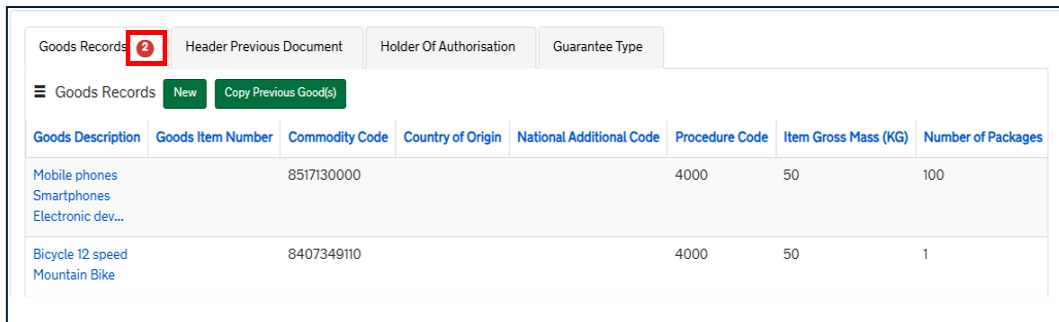 Goods Records 2 Header Previous Document Holder Of Authorisation Guarantee Type
Goods Records New Copy Previous Good(s)
Goods Description Goods Item Number Commodity Code Country of Origin National Additional Code Procedure Code Item Gross Mass (KG) Number of Packages
Mobile phones 8517130000 4000 50 100
Smartphones
Electronic dev...
Bicycle 12 speed 8407349110 4000 50 1
Mountain Bike